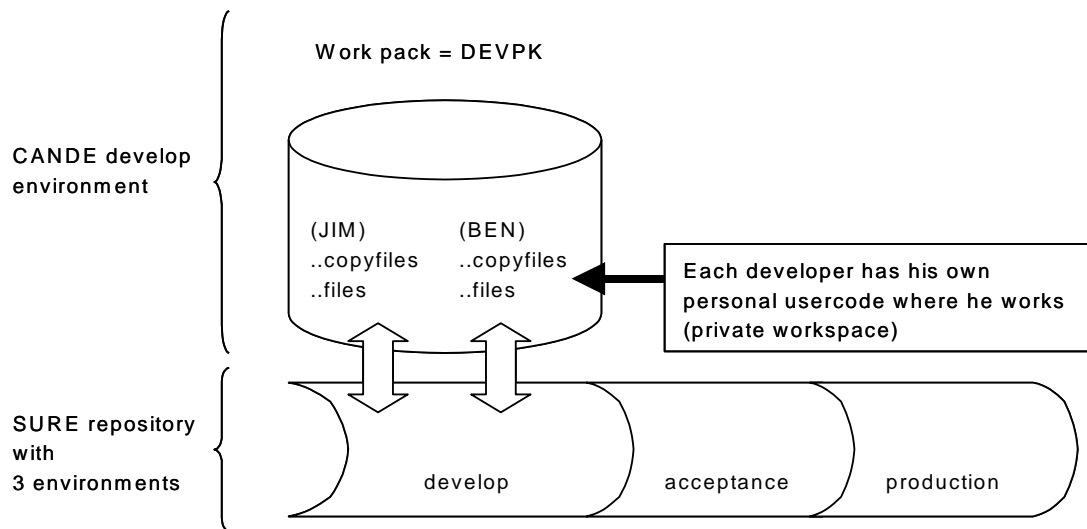 Work pack = DEVPK
CANDE develop
environment
(JIM)
..copyfiles
..files
(BEN)
..copyfiles
..files
Each developer has his own
personal usercode where he works
(private workspace)
SURE repository
with
3 environments
develop
acceptance
production